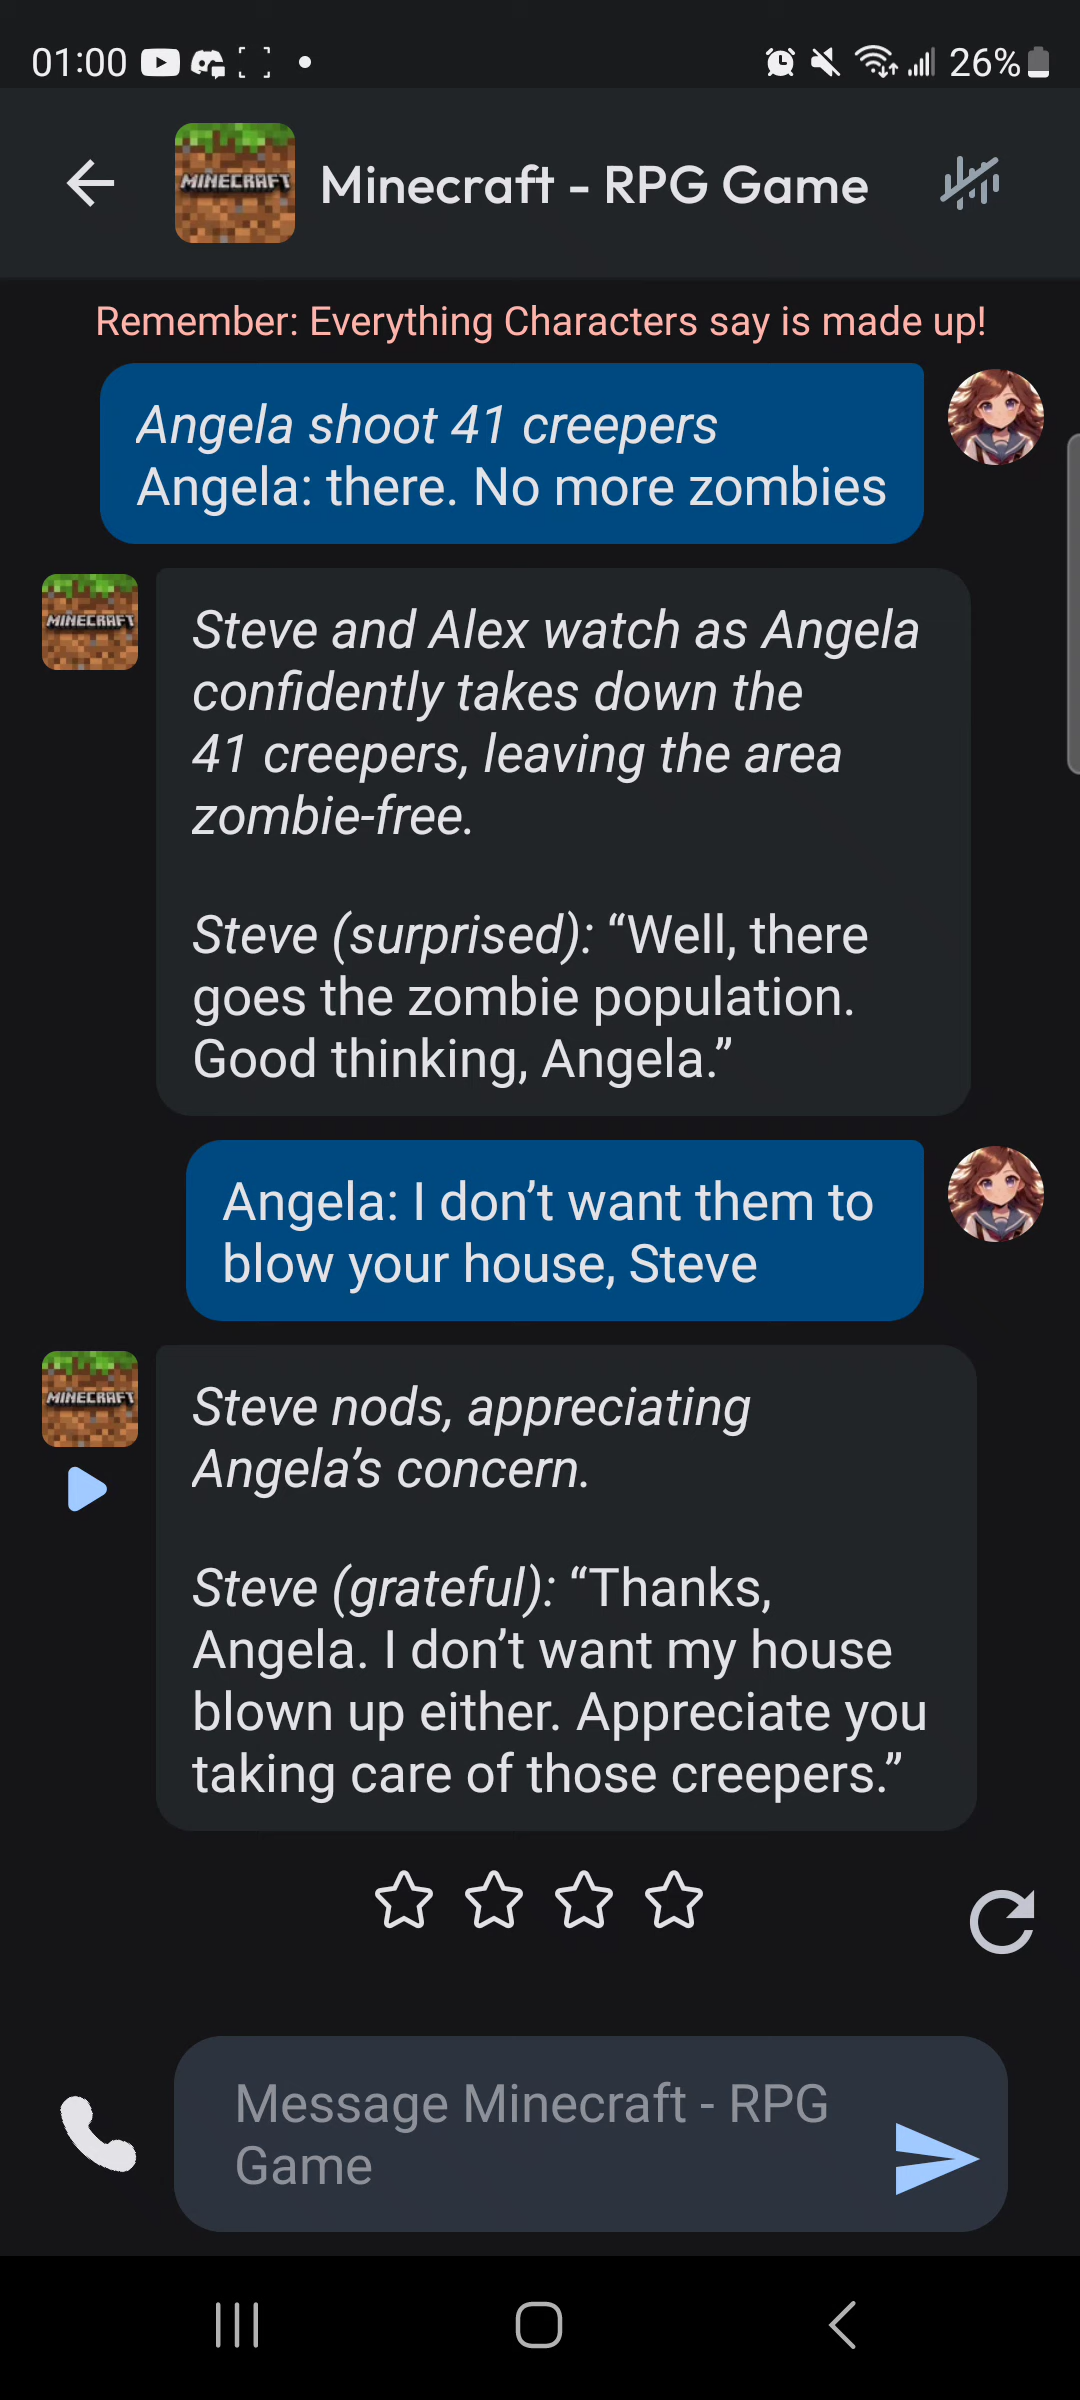 01:00
26%
MINECRAFT
Minecraft - RPG Game
Remember: Everything Characters say is made up!
Angela shoot 41 creepers
Angela: there. No more zombies
MINECRAFT
Steve and Alex watch as Angela
confidently takes down the
41 creepers, leaving the area
zombie-free.
Steve (surprised): “Well, there
goes the zombie population.
Good thinking, Angela.”
Angela: I don’t want them to
blow your house, Steve
MINECRAFT
Steve nods, appreciating
Angela’s concern.
Steve (grateful): “Thanks,
Angela. I don’t want my house
blown up either. Appreciate you
taking care of those creepers.”
Message Minecraft - RPG
Game